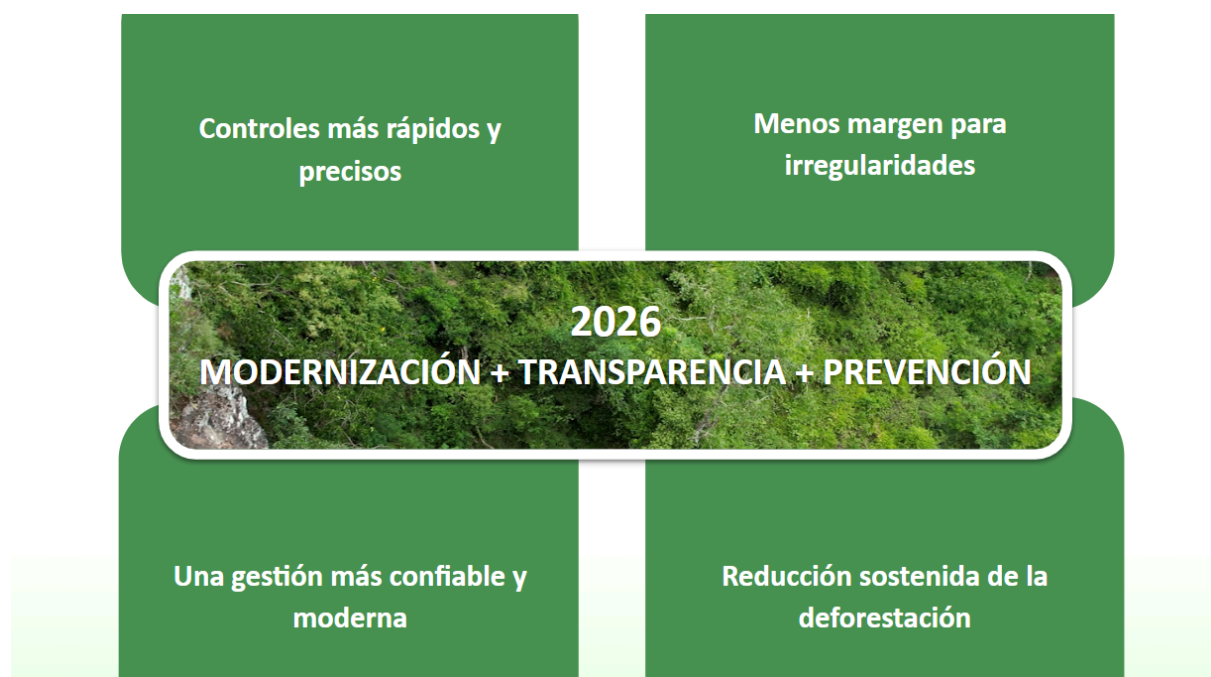 Controles más rápidos y
precisos
Menos margen para
irregularidades
2026
MODERNIZACIÓN + TRANSPARENCIA + PREVENCIÓN
Una gestión más confiable y
moderna
Reducción sostenida de la
deforestación